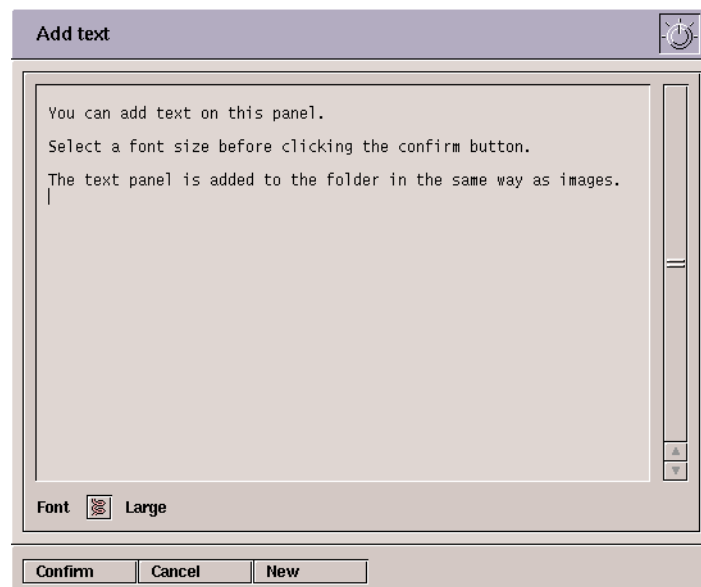 Add text
You can add text on this panel.
Select a font size before clicking the confirm button.
The text panel is added to the folder in the same way as images.
Font Large
Confirm Cancel New